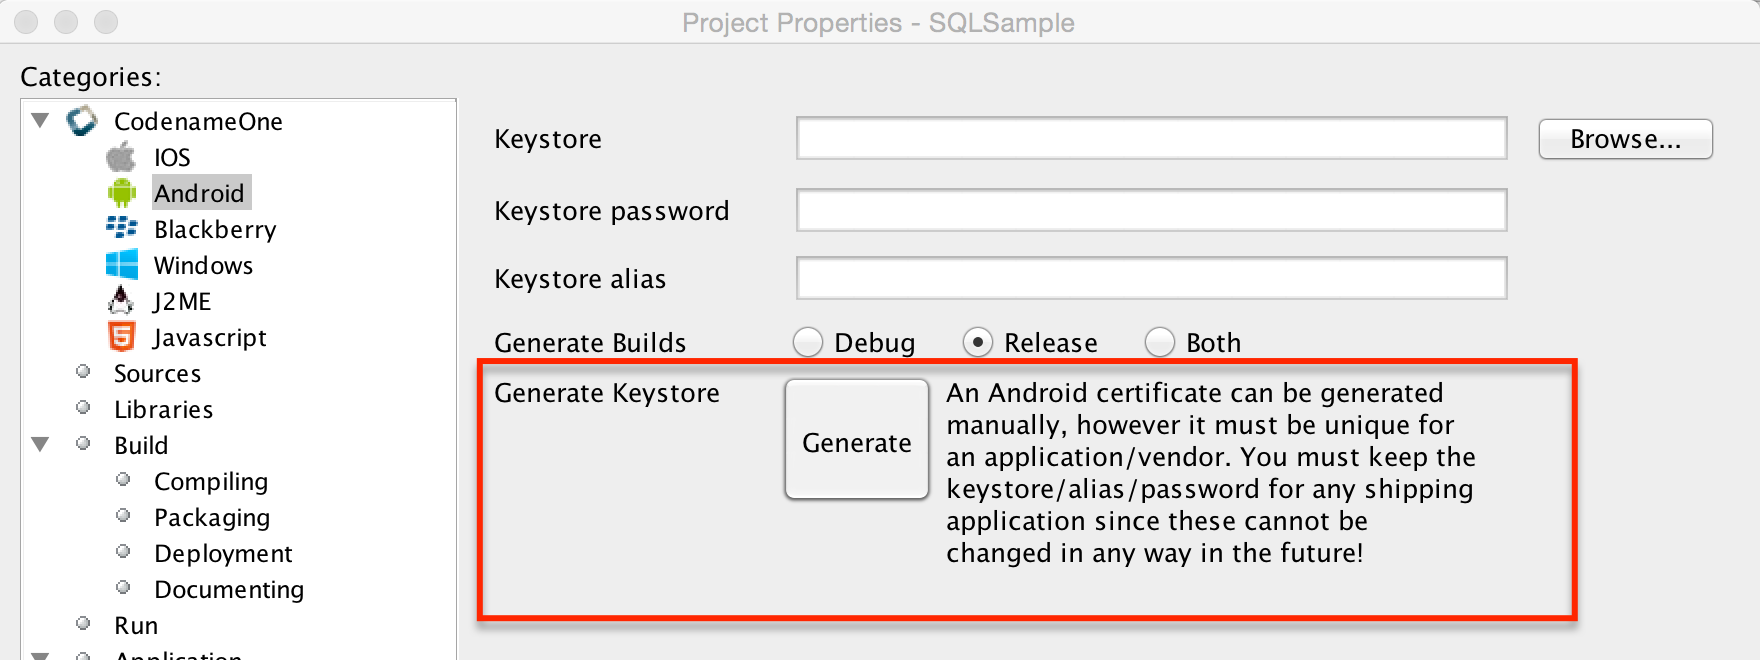 Project Properties - SQLSample
Categories:
CodenameOne
IOS
Android
Blackberry
Windows
J2ME
Javascript
Sources
Libraries
Build
Compiling
Packaging
Deployment
Documenting
Run
Application
Keystore
Browse...
Keystore password
Keystore alias
Generate Builds Debug Release Both
Generate Keystore
Generate
An Android certificate can be generated
manually, however it must be unique for
an application/vendor. You must keep the
keystore/alias/password for any shipping
application since these cannot be
changed in any way in the future!